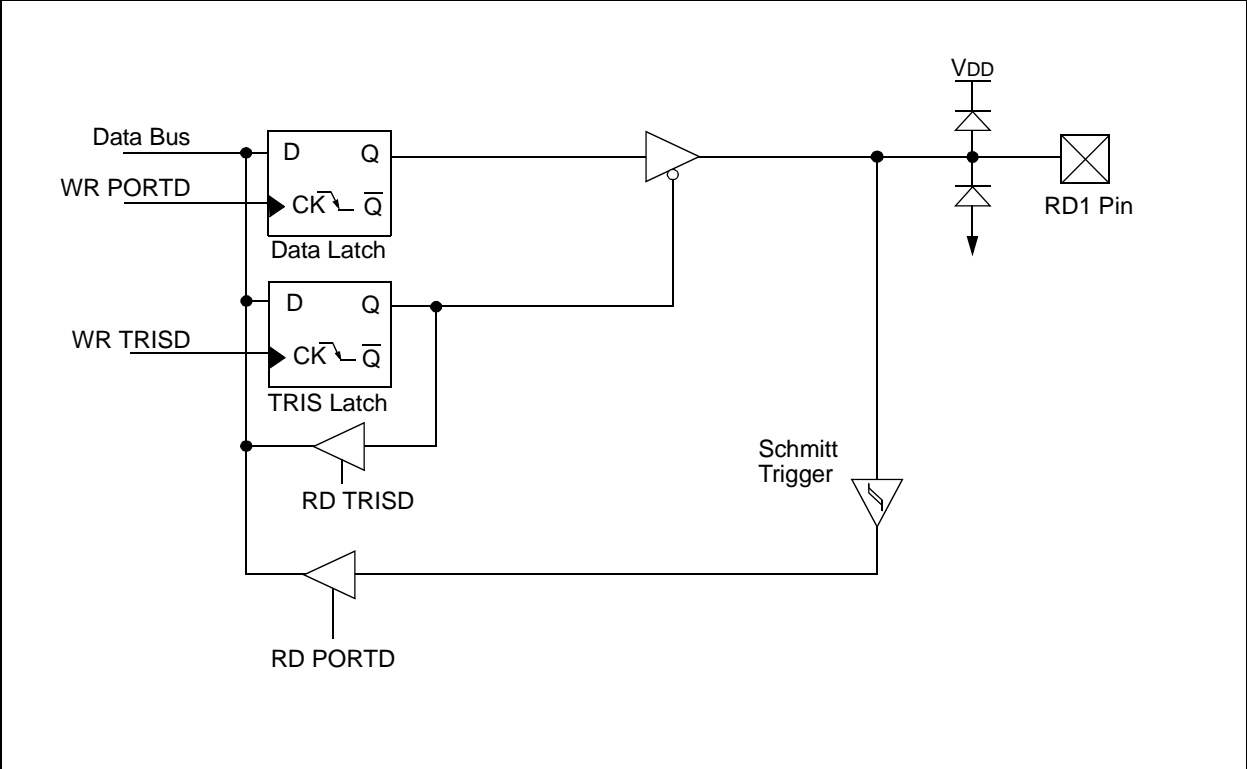 VDD
Data Bus
D Q
WR PORTD
CK Q̅
RD1 Pin
Data Latch
D Q
WR TRISD
CK Q̅
TRIS Latch
Schmitt
Trigger
RD TRISD
RD PORTD